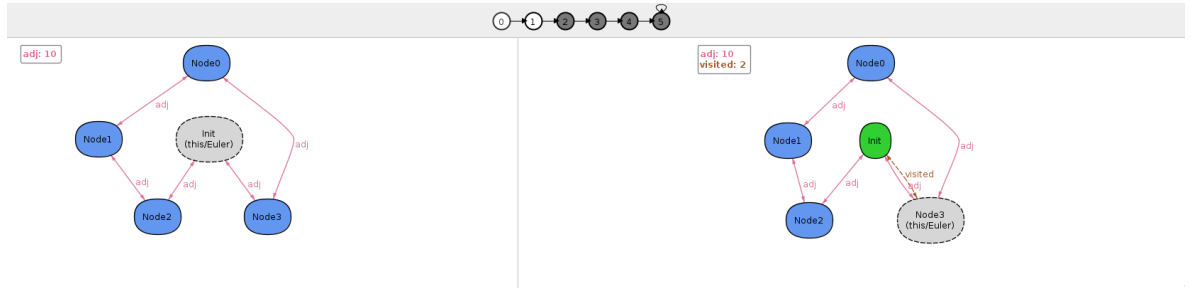 0 1 2 3 4 5
adj: 10
Node0
adj
Node1
Init
(this/Euler)
adj
adj
adj
adj
Node2
Node3
adj: 10
visited: 2
Node0
adj
Node1
Init
adj
visited
adj
adj
adj
Node2
Node3
(this/Euler)